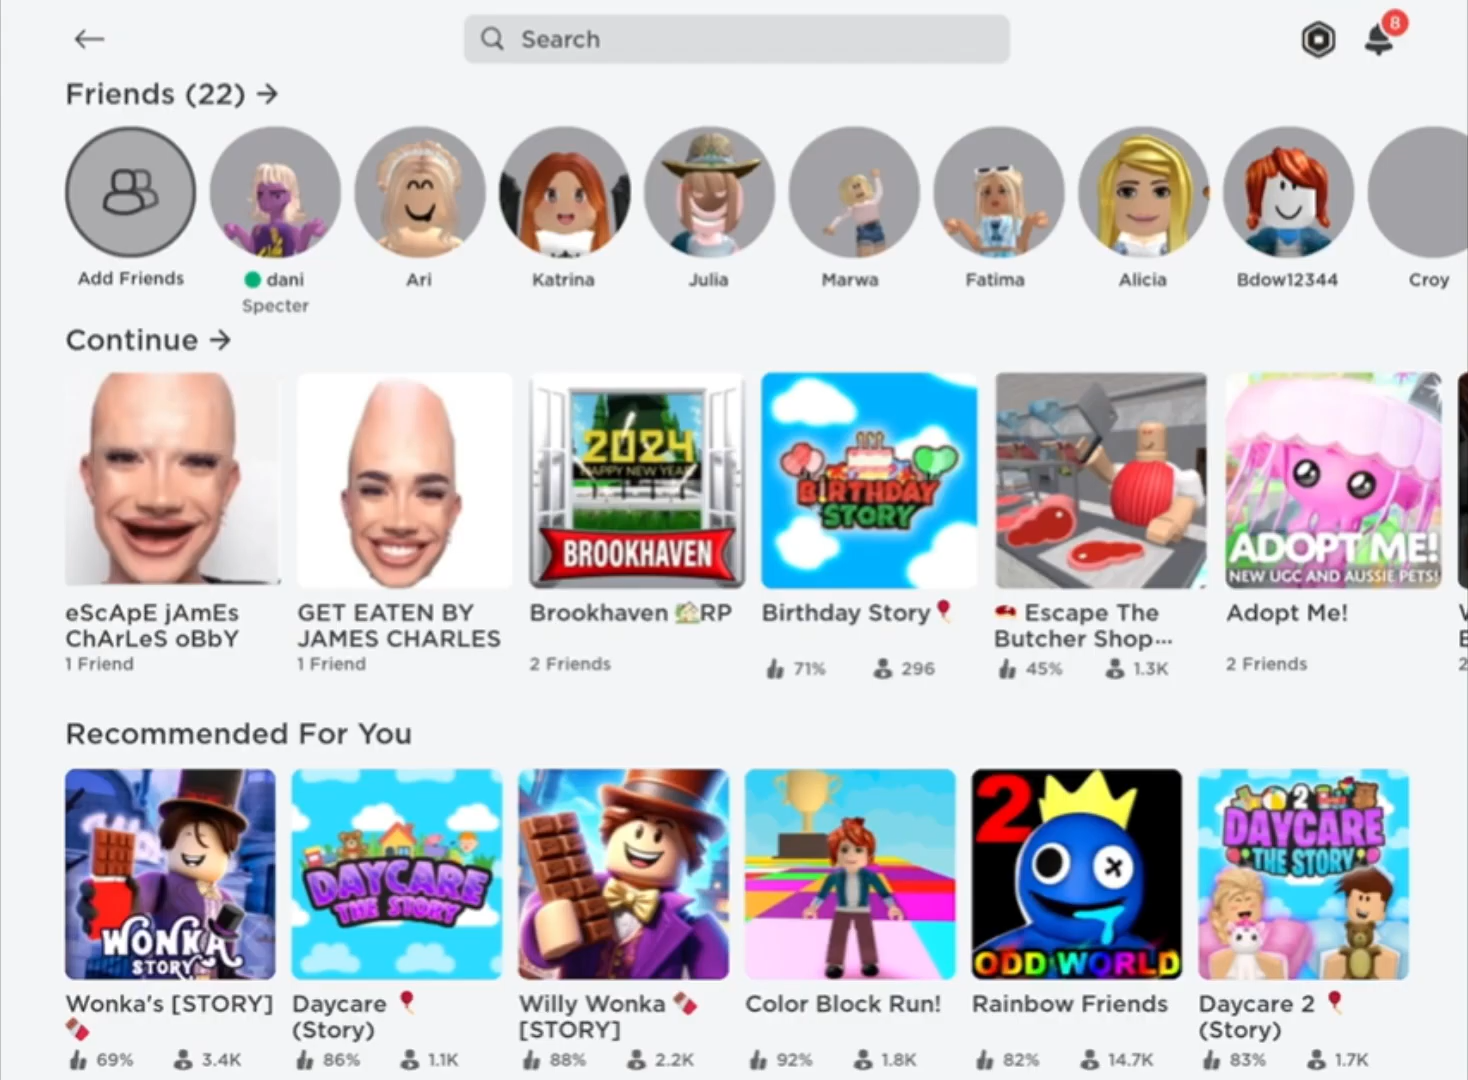 Search
8
Friends (22) →
Add Friends
dani
Specter
Ari
Katrina
Julia
Marwa
Fatima
Alicia
Bdow12344
Croy
Continue →
2024
HAPPY NEW YEAR
BROOKHAVEN
BIRTHDAY
STORY
ADOPT ME!
NEW UGC AND AUSSIE PETS!
eScApE jAmEs
ChArLeS oBbY
1 Friend
GET EATEN BY
JAMES CHARLES
1 Friend
Brookhaven 🏡RP
2 Friends
Birthday Story🎈
71%
296
🥩 Escape The
Butcher Shop...
45%
1.3K
Adopt Me!
2 Friends
Recommended For You
WONKA
STORY
DAYCARE
THE STORY
2
ODD WORLD
2
DAYCARE
THE STORY
Wonka's [STORY]
🍫
69%
3.4K
Daycare 🎈
(Story)
86%
1.1K
Willy Wonka 🍫
[STORY]
88%
2.2K
Color Block Run!
92%
1.8K
Rainbow Friends
82%
14.7K
Daycare 2 🎈
(Story)
83%
1.7K